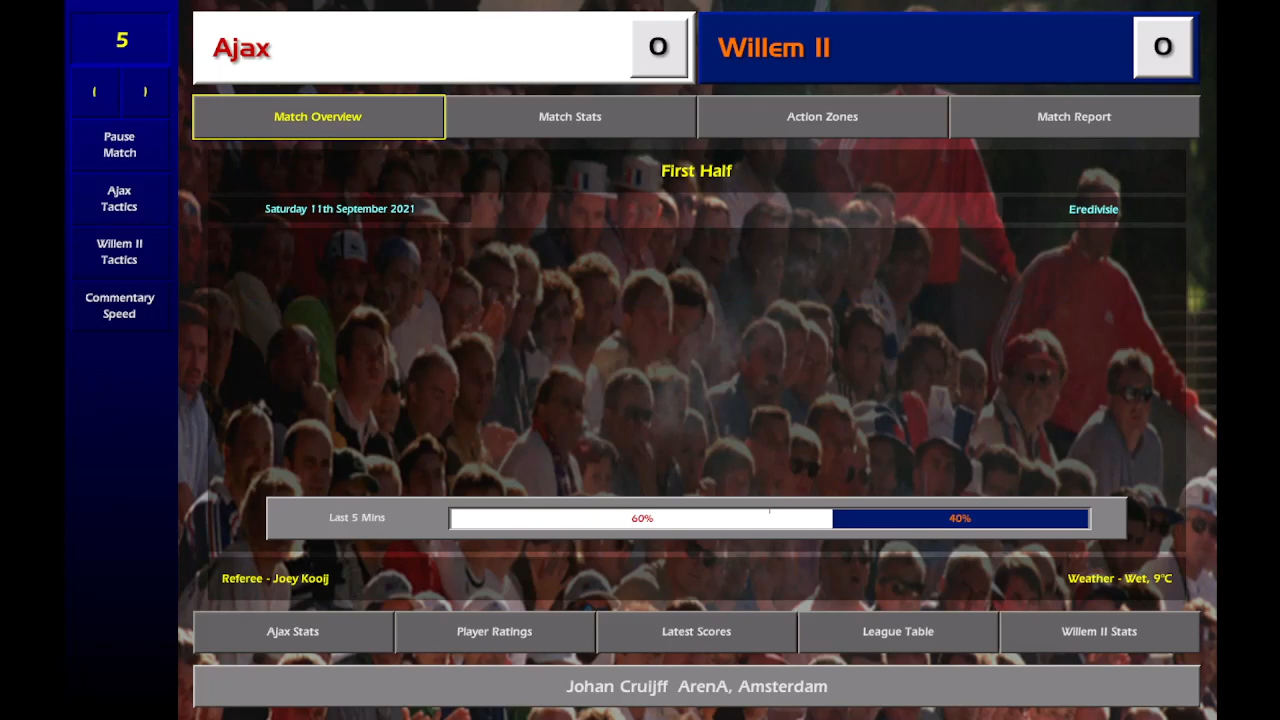 5
Ajax
0
Willem II
0
Match Overview
Match Stats
Action Zones
Match Report
Pause
Match
Ajax
Tactics
Willem II
Tactics
Commentary
Speed
First Half
Saturday 11th September 2021
Eredivisie
Last 5 Mins
60%
40%
Referee - Joey Kooij
Weather - Wet, 9°C
Ajax Stats
Player Ratings
Latest Scores
League Table
Willem II Stats
Johan Cruijff ArenA, Amsterdam